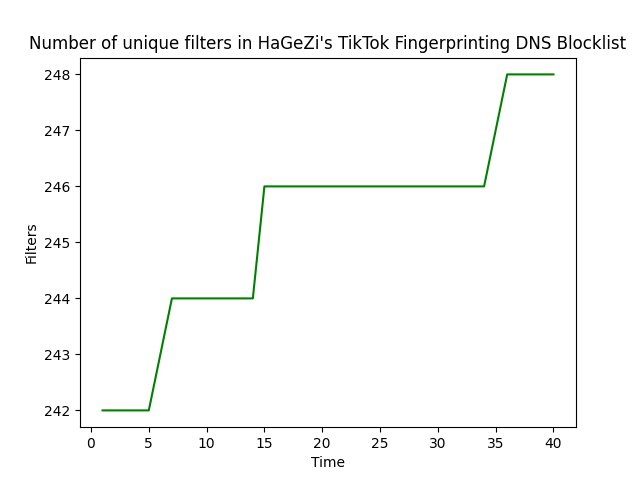 Number of unique filters in HaGeZi's TikTok Fingerprinting DNS Blocklist
248
247
246
245
244
243
242
Filters
0 5 10 15 20 25 30 35 40
Time